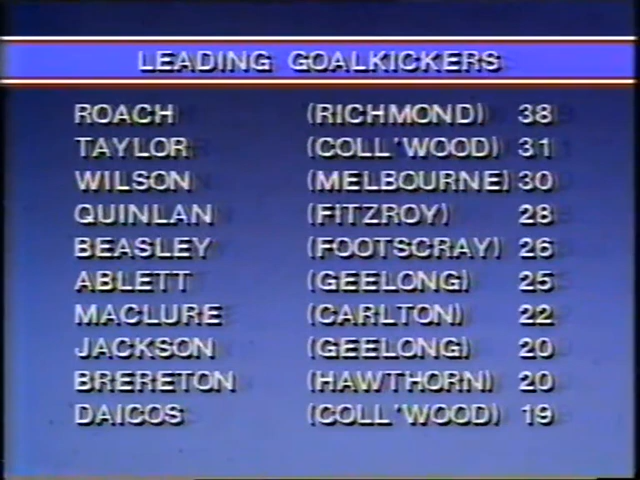 LEADING GOALKICKERS
ROACH (RICHMOND) 38
TAYLOR (COLL'WOOD) 31
WILSON (MELBOURNE) 30
QUINLAN (FITZROY) 28
BEASLEY (FOOTSCRAY) 26
ABLETT (GEELONG) 25
MACLURE (CARLTON) 22
JACKSON (GEELONG) 20
BRERETON (HAWTHORN) 20
DAICOS (COLL'WOOD) 19